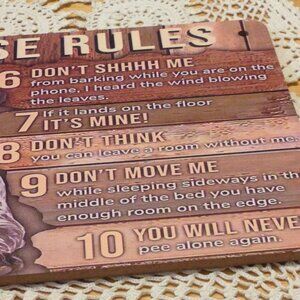 SE RULES
6 DON'T SHHHH ME
from barking while you are on the
phone. I heard the wind blowing
the leaves.
7 If it lands on the floor
IT'S MINE!
8 DON'T THINK
you can leave a room without me.
9 DON'T MOVE ME
while sleeping sideways in the
middle of the bed you have
enough room on the edge.
10 YOU WILL NEVER
pee alone again.